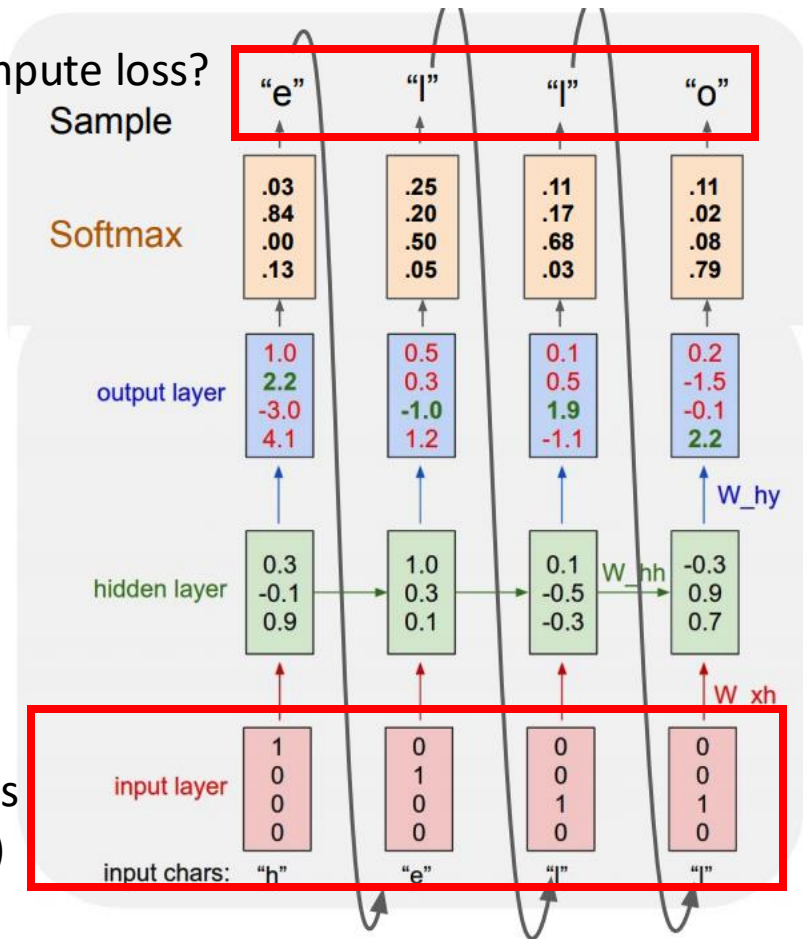 mpute loss?
“e” “l” “l” “o”
Sample
Softmax
.03 .25 .11 .11
.84 .20 .17 .02
.00 .50 .68 .08
.13 .05 .03 .79
output layer
1.0 0.5 0.1 0.2
2.2 0.3 0.5 -1.5
-3.0 -1.0 1.9 -0.1
4.1 1.2 -1.1 2.2
W_hy
hidden layer
0.3 1.0 0.1 -0.3
-0.1 0.3 -0.5 0.9
0.9 0.1 -0.3 0.7
W_hh
W_xh
input layer
1 0 0 0
0 1 0 0
0 0 1 1
0 0 0 0
s
)
input chars: “h” “e” “l” “l”